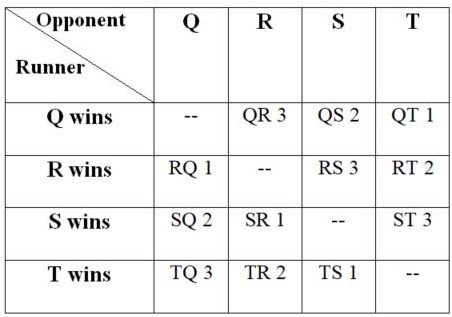 Opponent Q R S T
Runner
Q wins -- QR 3 QS 2 QT 1
R wins RQ 1 -- RS 3 RT 2
S wins SQ 2 SR 1 -- ST 3
T wins TQ 3 TR 2 TS 1 --